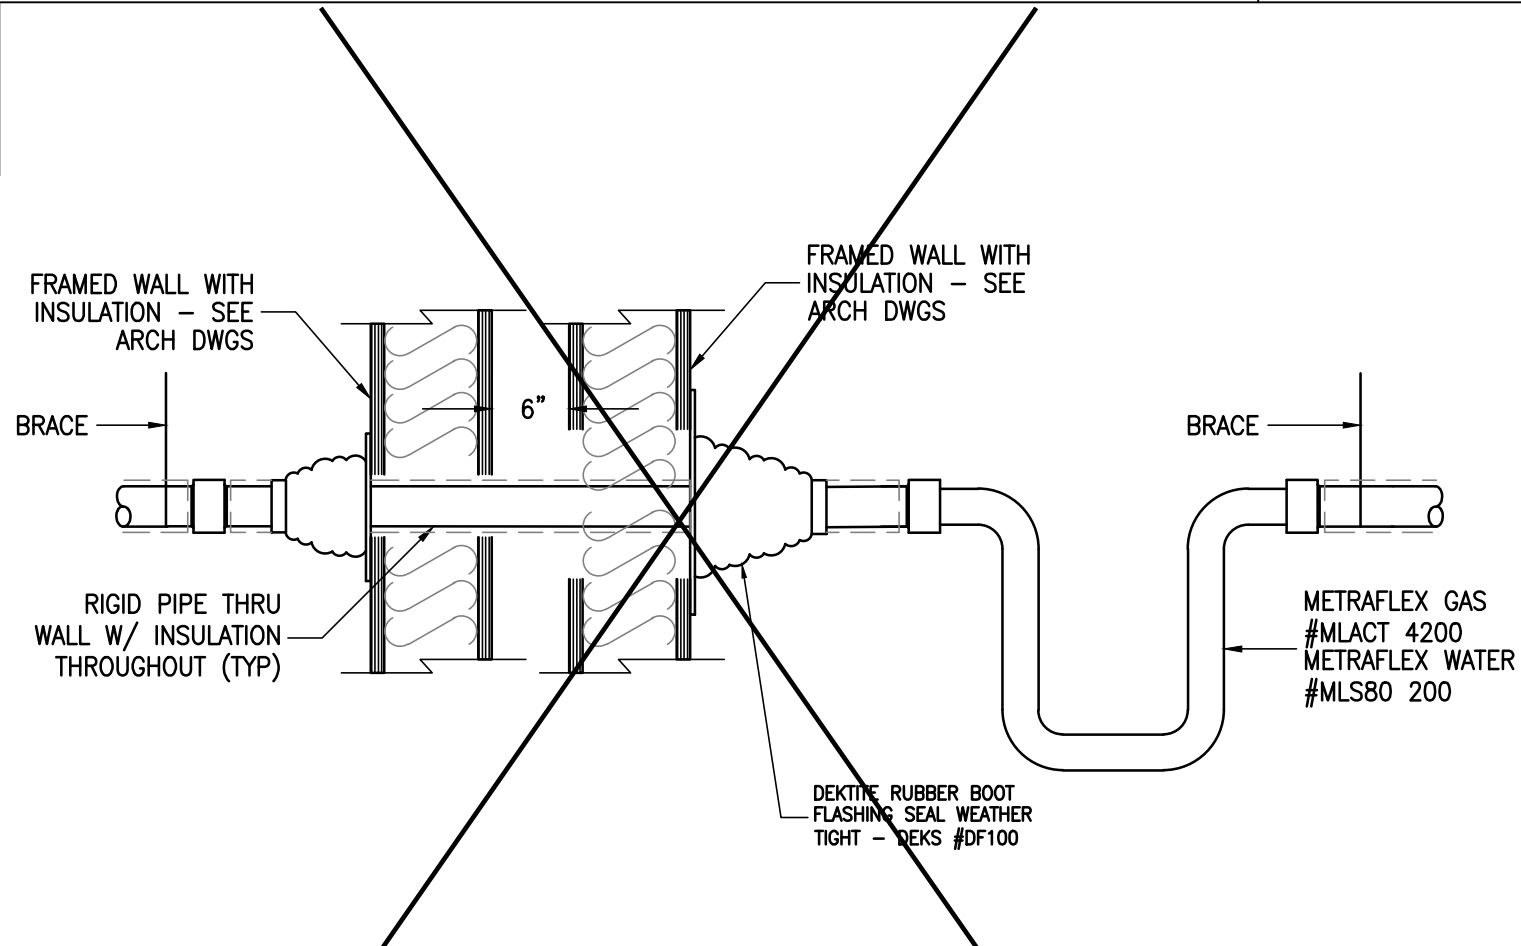 FRAMED WALL WITH
INSULATION - SEE
ARCH DWGS
FRAMED WALL WITH
INSULATION - SEE
ARCH DWGS
BRACE
6"
BRACE
RIGID PIPE THRU
WALL W/ INSULATION
THROUGHOUT (TYP)
METRAFLEX GAS
#MLACT 4200
METRAFLEX WATER
#MLS80 200
DEKTITE RUBBER BOOT
FLASHING SEAL WEATHER
TIGHT - DEKS #DF100